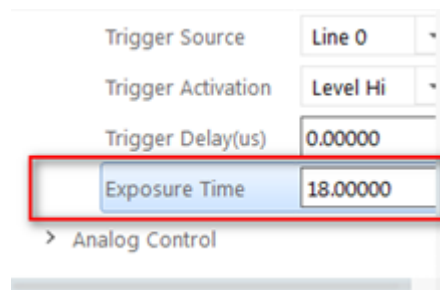 Trigger Source Line 0
Trigger Activation Level Hi
Trigger Delay(us) 0.00000
Exposure Time 18.00000
> Analog Control